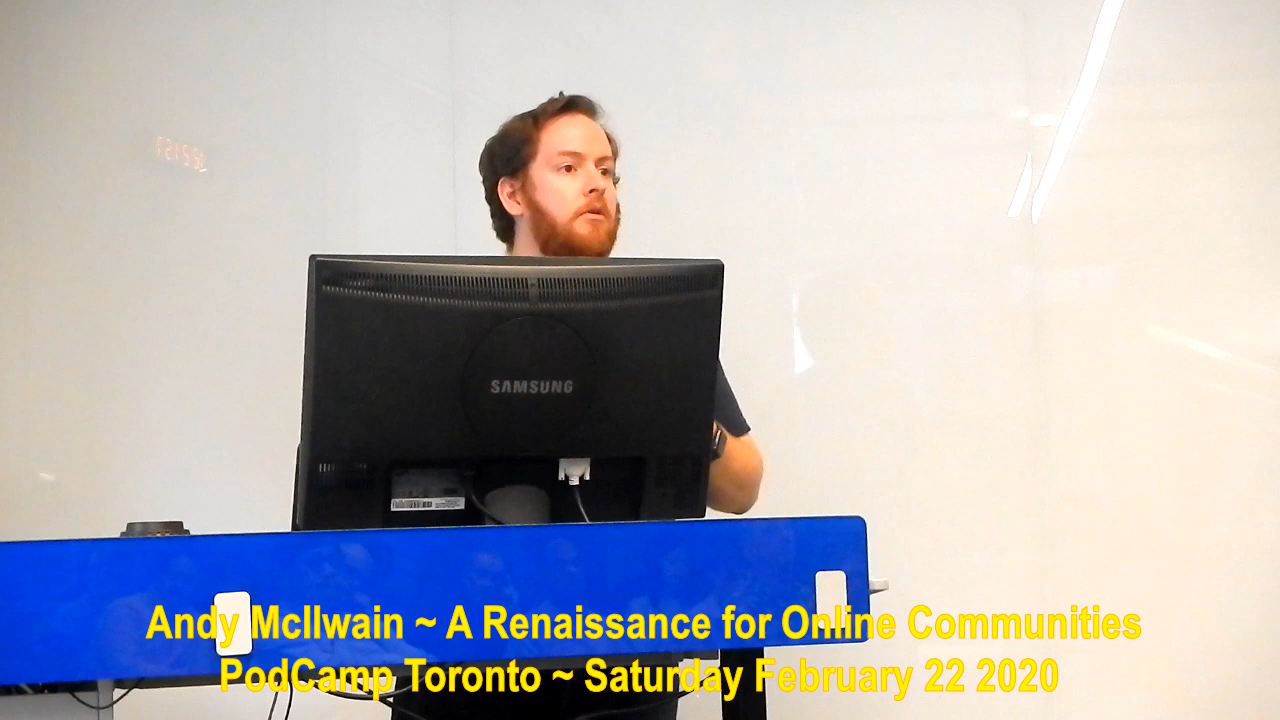 SAMSUNG
Andy McIlwain ~ A Renaissance for Online Communities
PodCamp Toronto ~ Saturday February 22 2020